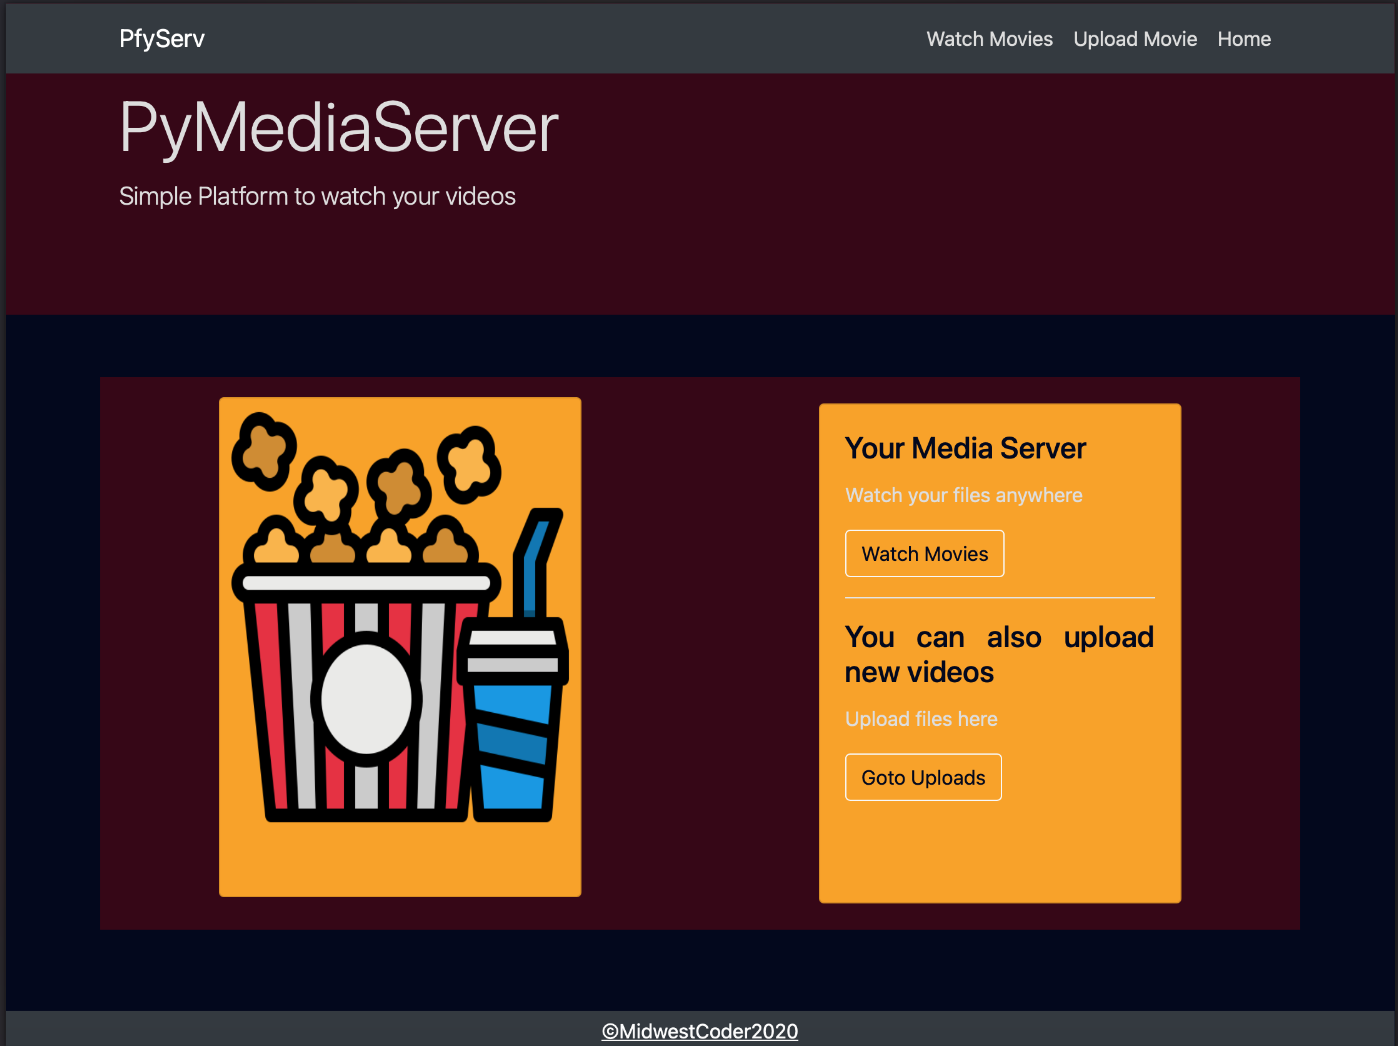 PfyServ
Watch Movies Upload Movie Home
PyMediaServer
Simple Platform to watch your videos
Your Media Server
Watch your files anywhere
Watch Movies
You can also upload
new videos
Upload files here
Goto Uploads
©MidwestCoder2020